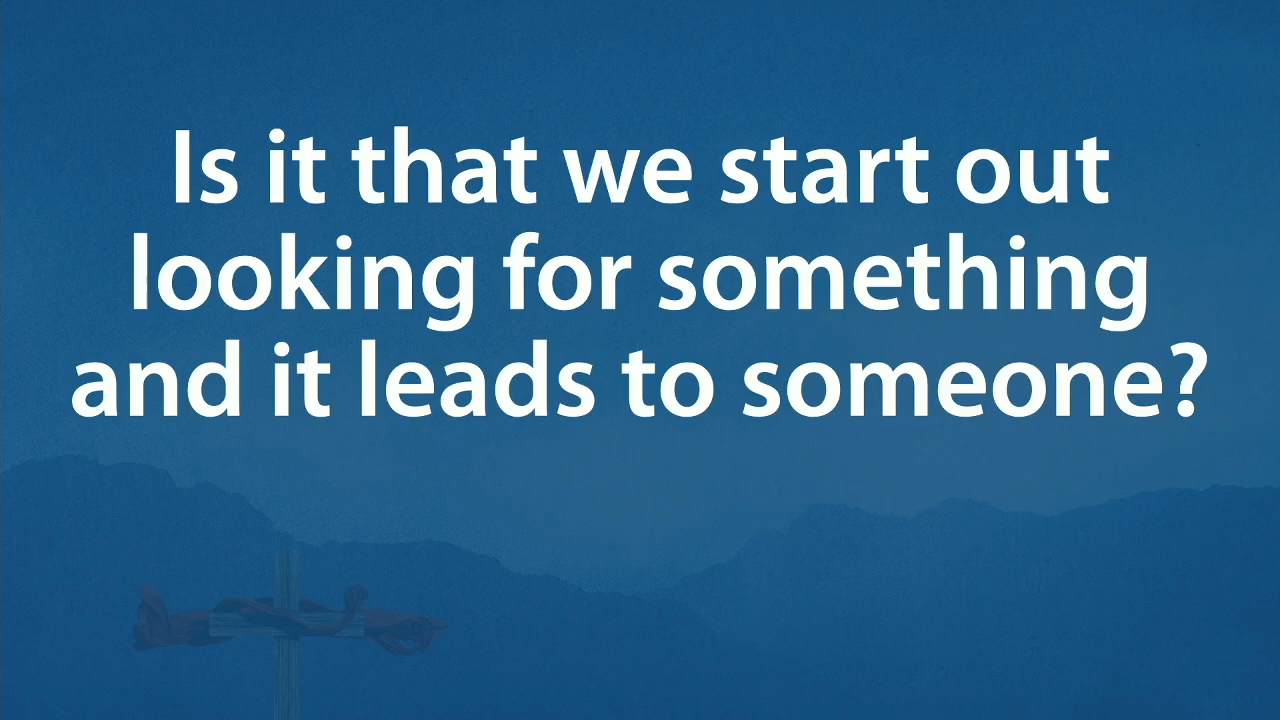 Is it that we start out
looking for something
and it leads to someone?